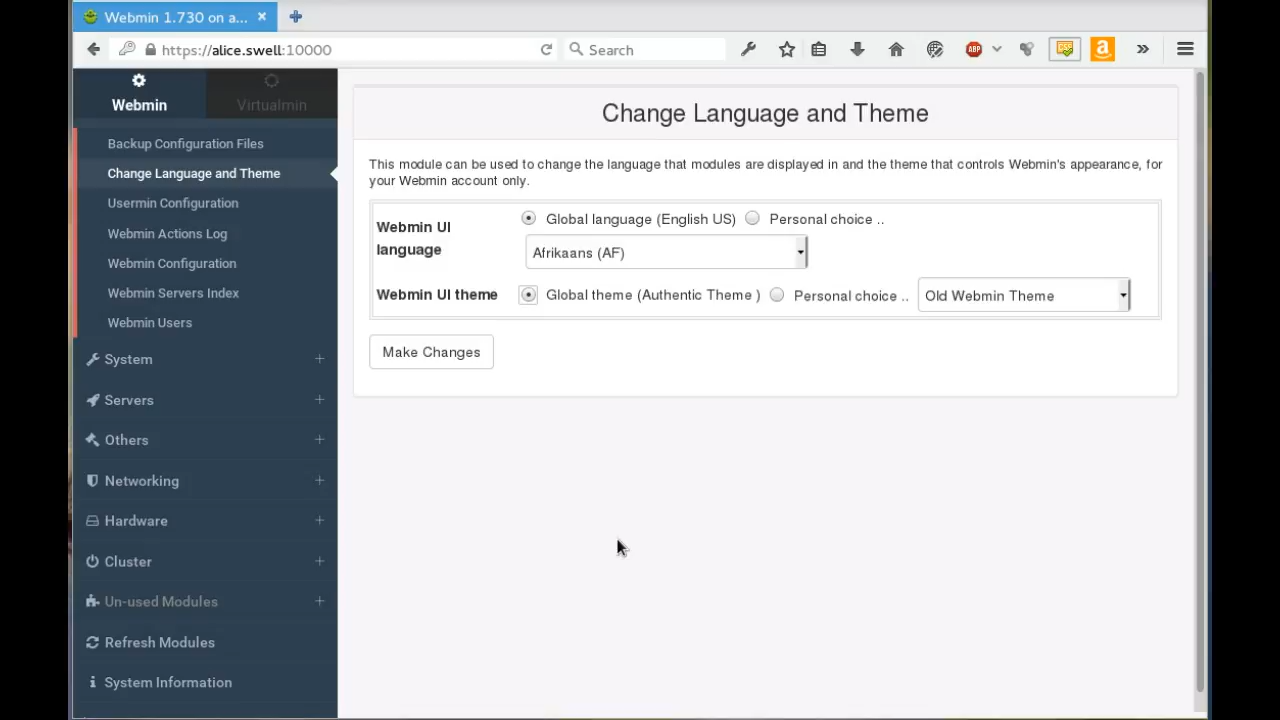 Webmin 1.730 on a...
https://alice.swell:10000
Search
ABP
a
Webmin
Virtualmin
Backup Configuration Files
Change Language and Theme
Usermin Configuration
Webmin Actions Log
Webmin Configuration
Webmin Servers Index
Webmin Users
System
Servers
Others
Networking
Hardware
Cluster
Un-used Modules
Refresh Modules
System Information
Change Language and Theme
This module can be used to change the language that modules are displayed in and the theme that controls Webmin's appearance, for
your Webmin account only.
Webmin UI
language
Global language (English US) Personal choice ..
Afrikaans (AF)
Webmin UI theme Global theme (Authentic Theme ) Personal choice .. Old Webmin Theme
Make Changes